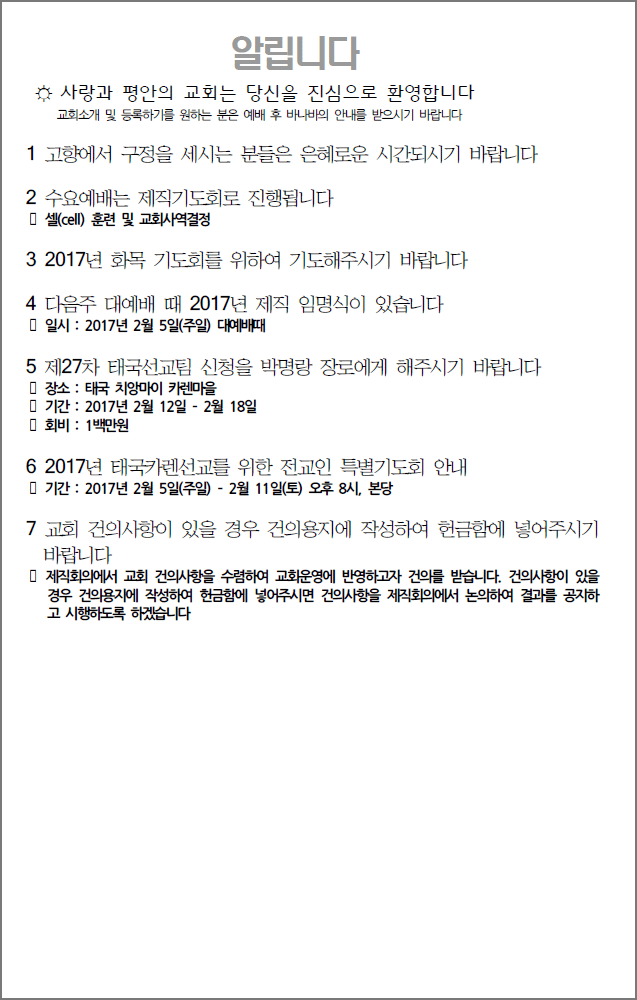 알립니다
☼ 사랑과 평안의 교회는 당신을 진심으로 환영합니다
교회소개 및 등록하기를 원하는 분은 예배 후 바나바의 안내를 받으시기 바랍니다
1 고향에서 구정을 세시는 분들은 은혜로운 시간되시기 바랍니다
2 수요예배는 제직기도회로 진행됩니다
▯ 셀(cell) 훈련 및 교회사역결정
3 2017년 화목 기도회를 위하여 기도해주시기 바랍니다
4 다음주 대예배 때 2017년 제직 임명식이 있습니다
▯ 일시 : 2017년 2월 5일(주일) 대예배때
5 제27차 태국선교팀 신청을 박명랑 장로에게 해주시기 바랍니다
▯ 장소 : 태국 치앙마이 카렌마을
▯ 기간 : 2017년 2월 12일 - 2월 18일
▯ 회비 : 1백만원
6 2017년 태국카렌선교를 위한 전교인 특별기도회 안내
▯ 기간 : 2017년 2월 5일(주일) - 2월 11일(토) 오후 8시, 본당
7 교회 건의사항이 있을 경우 건의용지에 작성하여 헌금함에 넣어주시기
바랍니다
▯ 제직회의에서 교회 건의사항을 수렴하여 교회운영에 반영하고자 건의를 받습니다. 건의사항이 있을
경우 건의용지에 작성하여 헌금함에 넣어주시면 건의사항을 제직회의에서 논의하여 결과를 공지하
고 시행하도록 하겠습니다